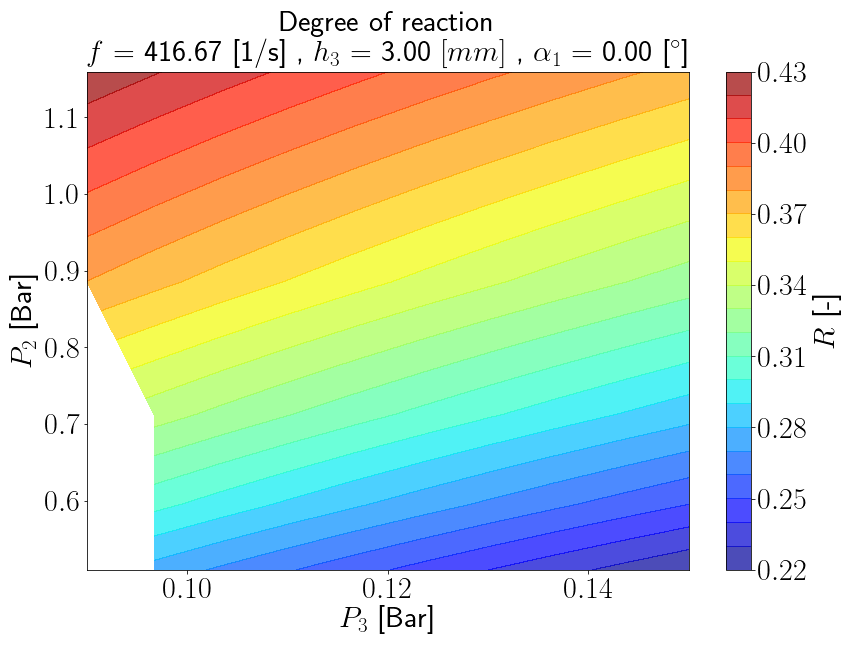 Degree of reaction
f = 416.67 [1/s] , h₃ = 3.00 [mm] , α₁ = 0.00 [°]
1.1
1.0
0.9
0.8
0.7
0.6
P₂ [Bar]
0.10 0.12 0.14
P₃ [Bar]
0.43
0.40
0.37
0.34
0.31
0.28
0.25
0.22
R [-]